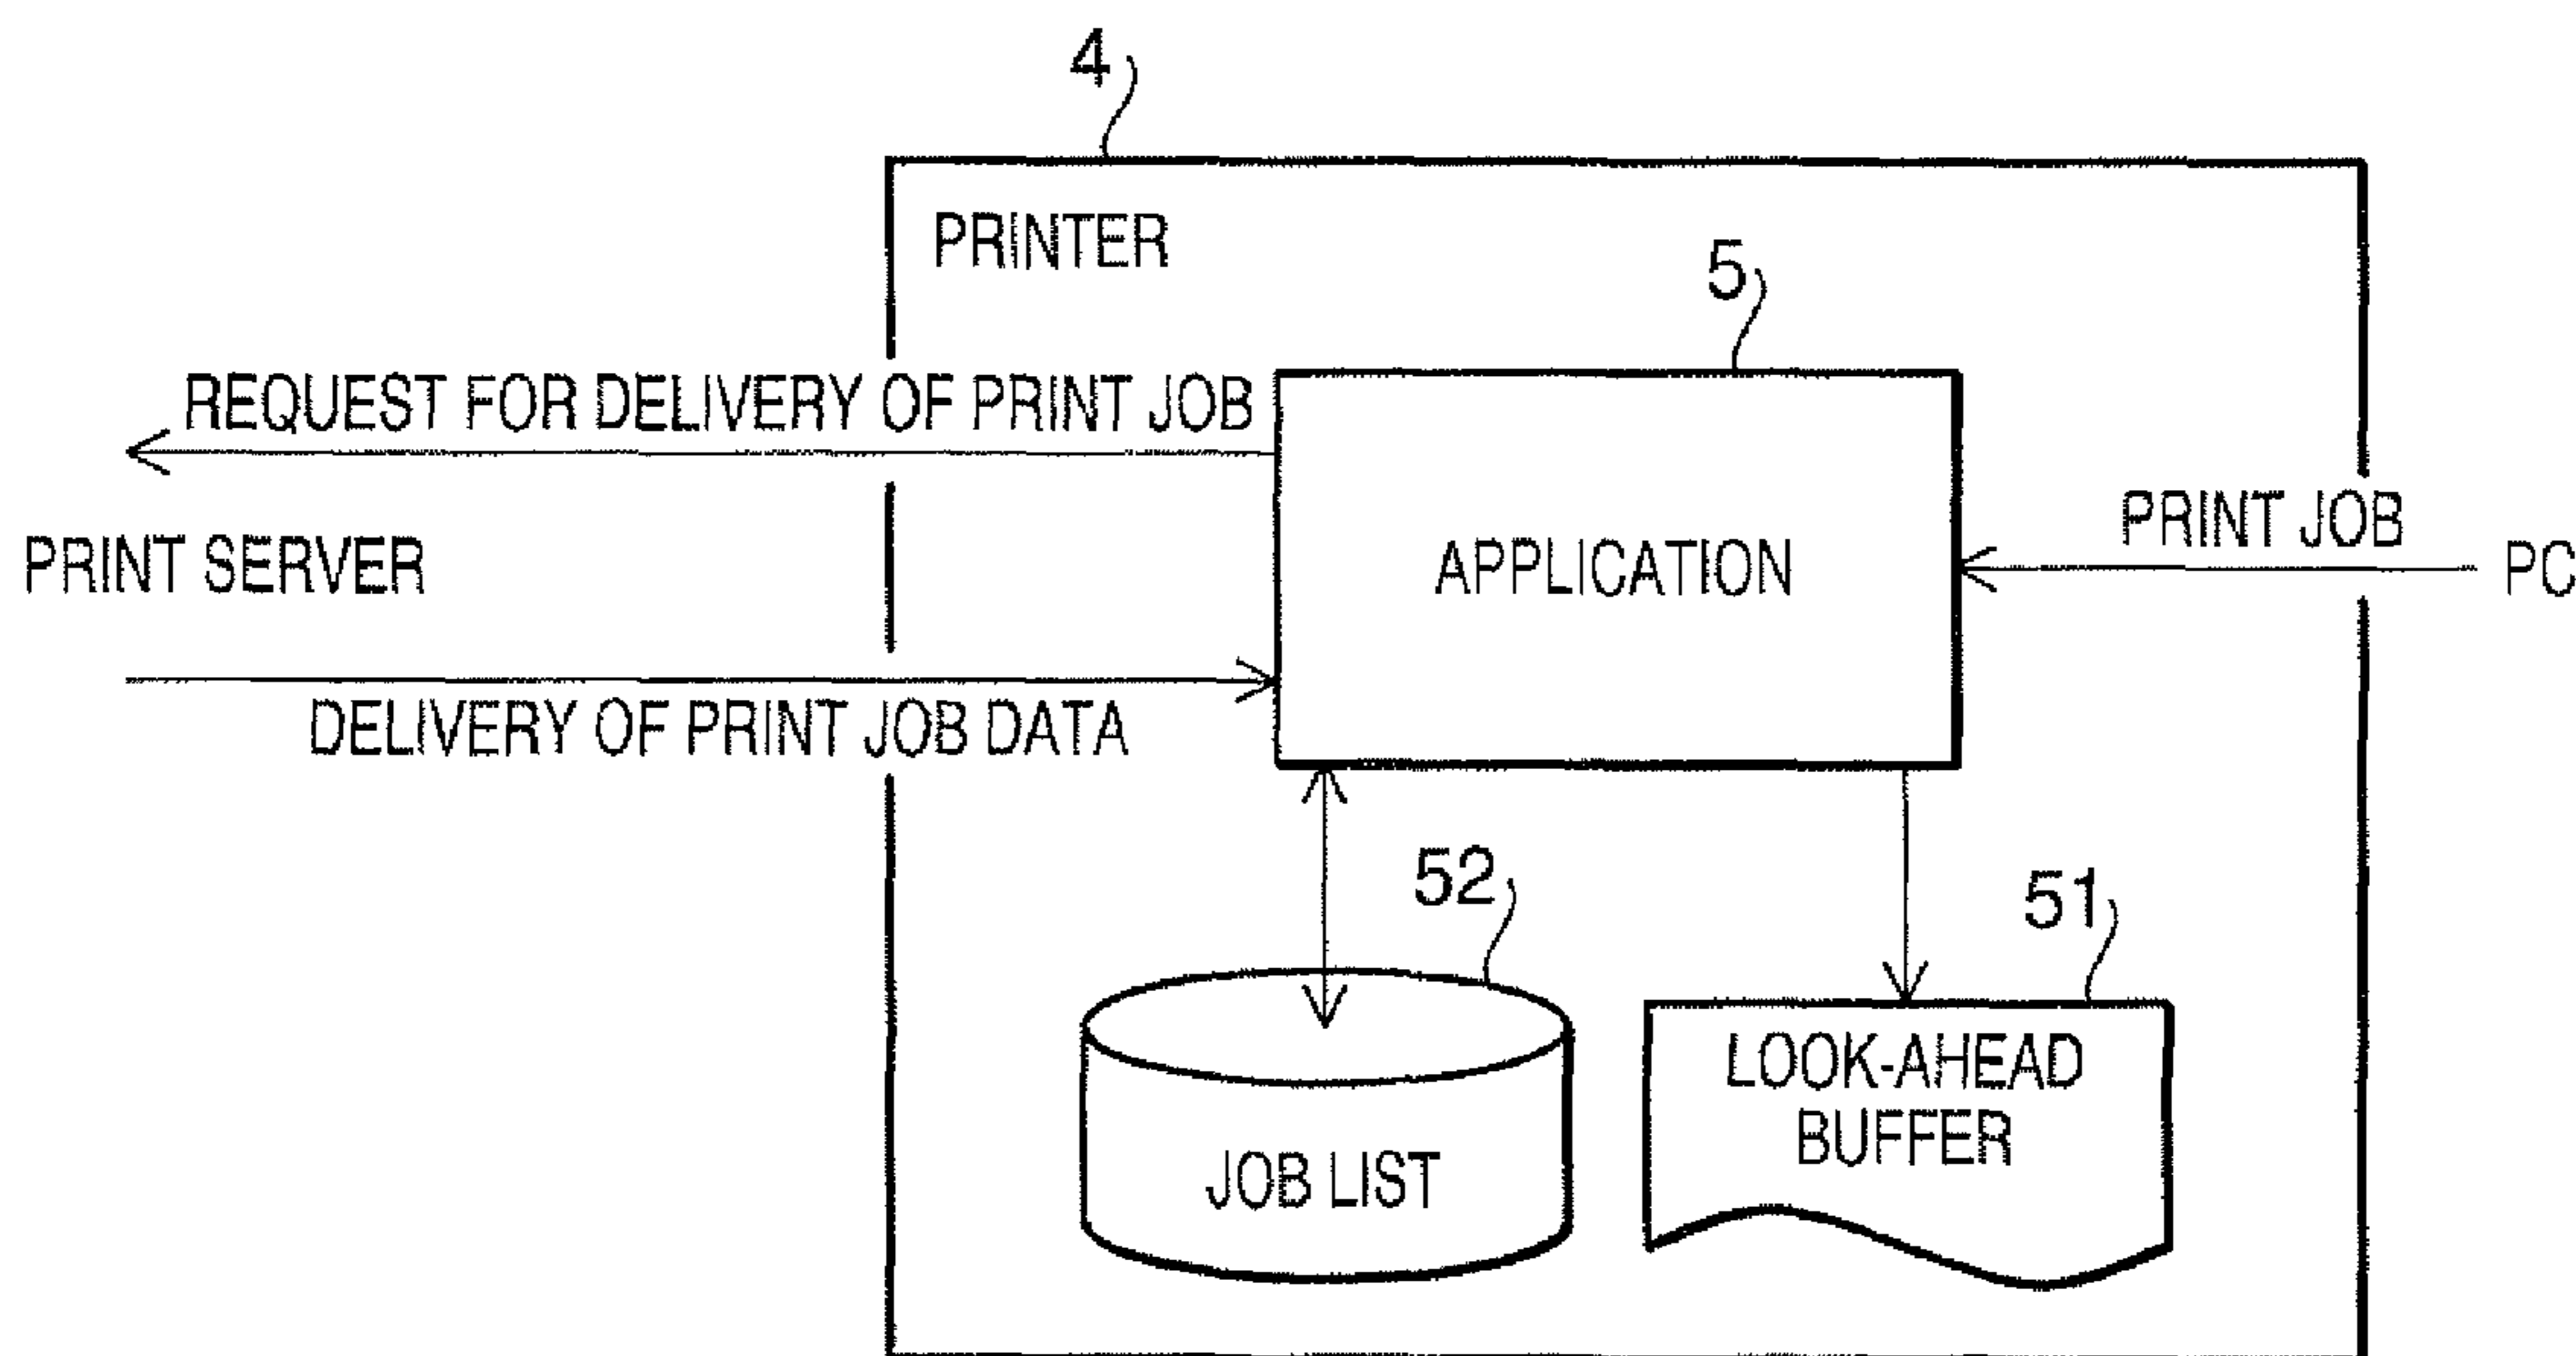 4
PRINTER
5
REQUEST FOR DELIVERY OF PRINT JOB
PRINT JOB
PRINT SERVER
APPLICATION
PC
DELIVERY OF PRINT JOB DATA
52
51
LOOK-AHEAD
BUFFER
JOB LIST